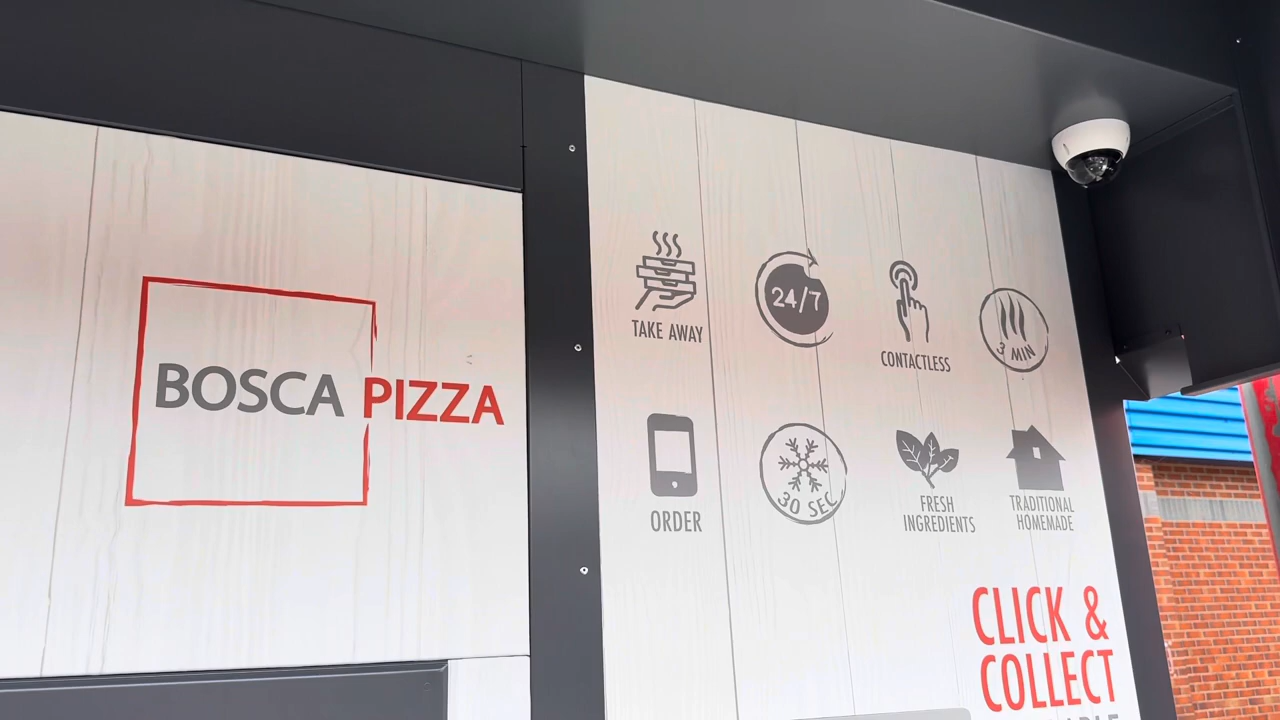 BOSCA PIZZA
TAKE AWAY
24/7
CONTACTLESS
3 MIN
ORDER
30 SEC
FRESH
INGREDIENTS
TRADITIONAL
HOMEMADE
CLICK &
COLLECT